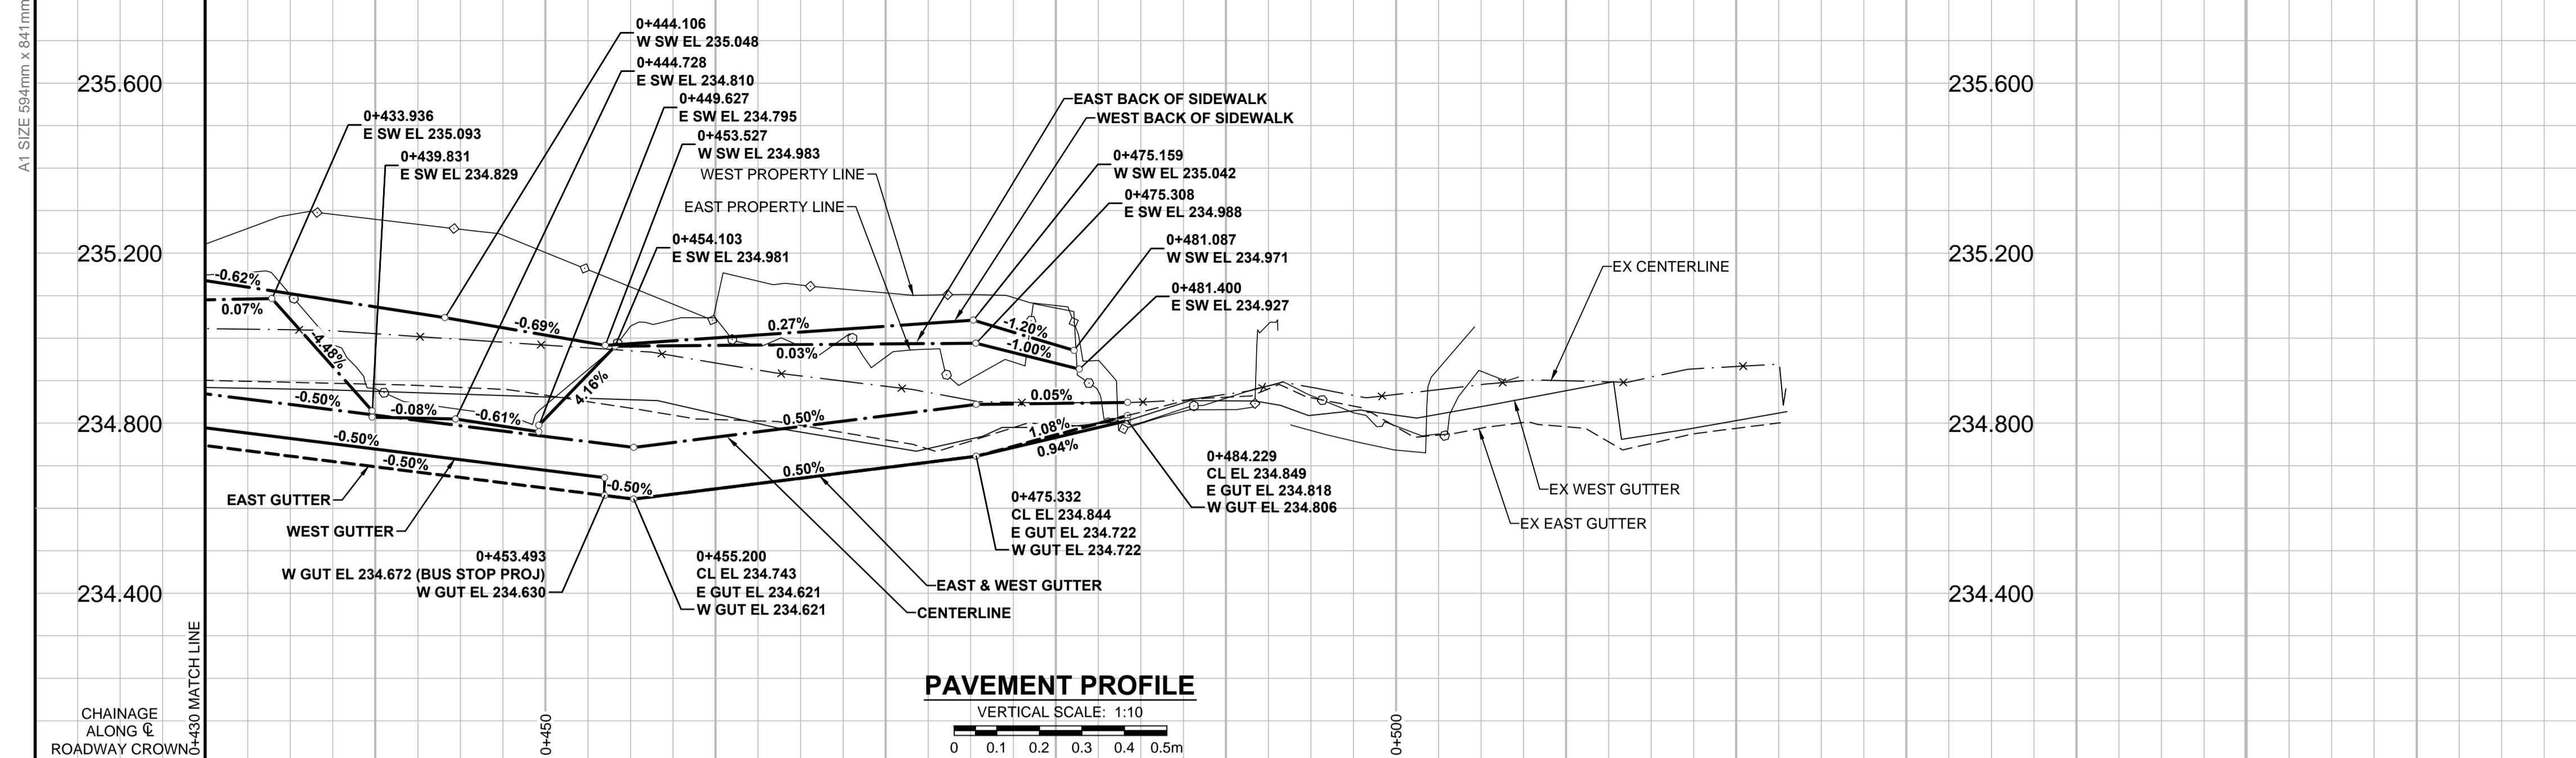 A1 SIZE 594mm x 841mm
0+444.106
W SW EL 235.048
0+444.728
E SW EL 234.810
235.600
235.600
0+449.627
E SW EL 234.795
0+433.936
E SW EL 235.093
0+453.527
W SW EL 234.983
0+439.831
E SW EL 234.829
EAST BACK OF SIDEWALK
WEST BACK OF SIDEWALK
WEST PROPERTY LINE
EAST PROPERTY LINE
0+475.159
W SW EL 235.042
0+475.308
E SW EL 234.988
0+454.103
E SW EL 234.981
0+481.087
W SW EL 234.971
235.200
235.200
EX CENTERLINE
0+481.400
E SW EL 234.927
-0.62%
0.07%
-4.48%
-0.69%
0.27%
0.03%
-1.20%
-1.00%
4.16%
-0.50%
-0.08%
-0.61%
0.50%
0.05%
234.800
234.800
-0.50%
-0.50%
-0.50%
0.50%
1.08%
0.94%
EAST GUTTER
WEST GUTTER
0+484.229
CL EL 234.849
E GUT EL 234.818
W GUT EL 234.806
EX WEST GUTTER
EX EAST GUTTER
0+475.332
CL EL 234.844
E GUT EL 234.722
W GUT EL 234.722
0+453.493
W GUT EL 234.672 (BUS STOP PROJ)
W GUT EL 234.630
0+455.200
CL EL 234.743
E GUT EL 234.621
W GUT EL 234.621
EAST & WEST GUTTER
CENTERLINE
234.400
234.400
0+430 MATCH LINE
CHAINAGE
ALONG ℄
ROADWAY CROWN
0+450
0+500
PAVEMENT PROFILE
VERTICAL SCALE: 1:10
0 0.1 0.2 0.3 0.4 0.5m